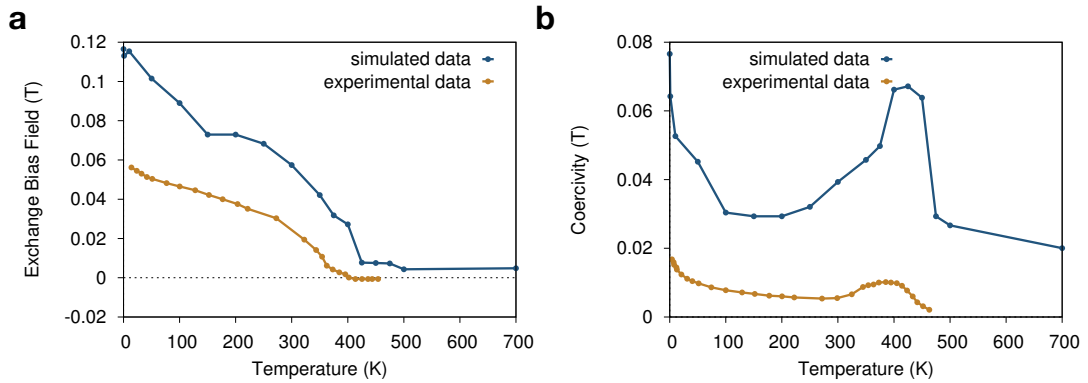 a
0.12
0.1
0.08
0.06
0.04
0.02
0
-0.02
Exchange Bias Field (T)
simulated data
experimental data
0 100 200 300 400 500 600 700
Temperature (K)
b
0.08
0.06
0.04
0.02
0
Coercivity (T)
simulated data
experimental data
0 100 200 300 400 500 600 700
Temperature (K)